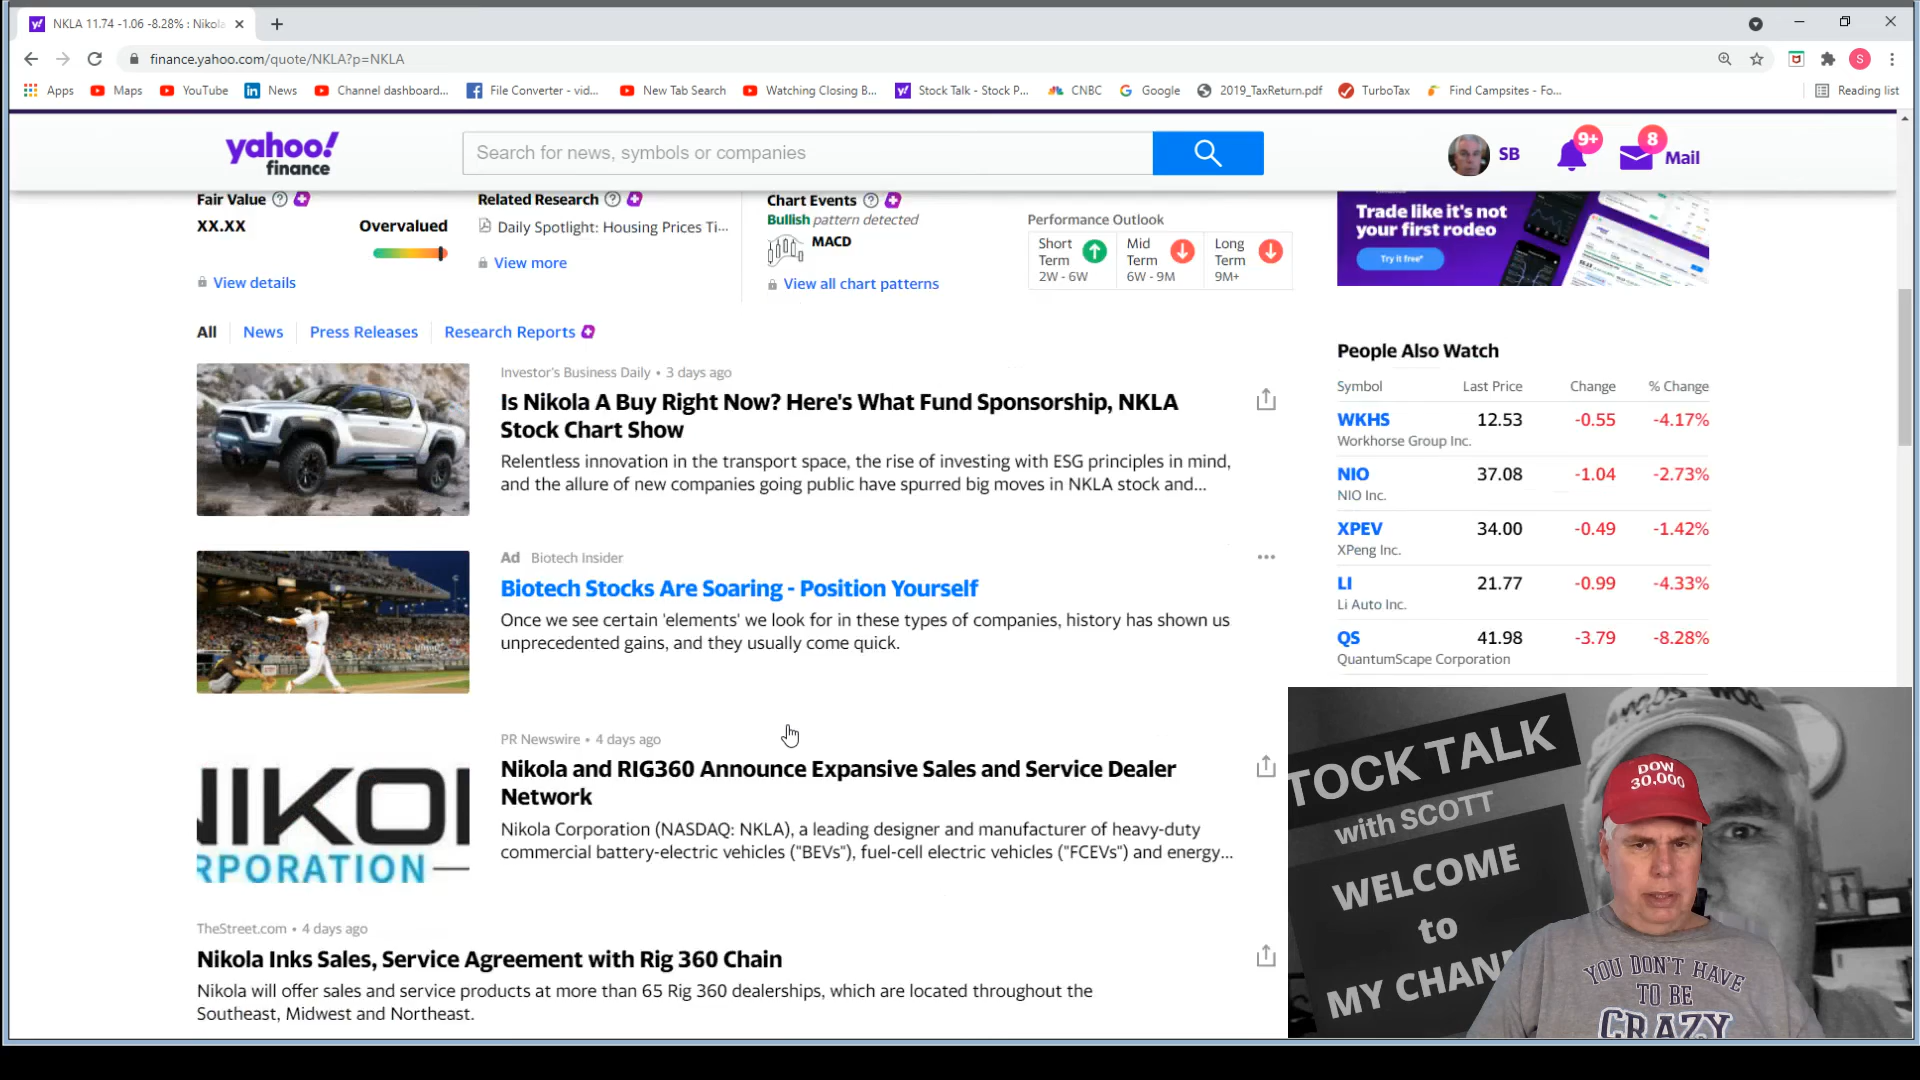 NKLA 11.74 -1.06 -8.28% : Nikola
finance.yahoo.com/quote/NKLA?p=NKLA
S
Apps
Maps
YouTube
News
Channel dashboard...
File Converter - vid...
New Tab Search
Watching Closing B...
Stock Talk - Stock P...
CNBC
Google
2019_TaxReturn.pdf
TurboTax
Find Campsites - Fo...
Reading list
yahoo!
finance
Search for news, symbols or companies
SB
9+
8
Mail
Fair Value
XX.XX
Overvalued
View details
Related Research
Daily Spotlight: Housing Prices Ti...
View more
Chart Events
Bullish pattern detected
MACD
View all chart patterns
Performance Outlook
Short
Term
2W - 6W
Mid
Term
6W - 9M
Long
Term
9M+
Trade like it's not
your first rodeo
Try it free*
All
News
Press Releases
Research Reports
Investor's Business Daily • 3 days ago
Is Nikola A Buy Right Now? Here's What Fund Sponsorship, NKLA
Stock Chart Show
Relentless innovation in the transport space, the rise of investing with ESG principles in mind,
and the allure of new companies going public have spurred big moves in NKLA stock and...
Ad Biotech Insider
Biotech Stocks Are Soaring - Position Yourself
Once we see certain 'elements' we look for in these types of companies, history has shown us
unprecedented gains, and they usually come quick.
PR Newswire • 4 days ago
Nikola and RIG360 Announce Expansive Sales and Service Dealer
Network
Nikola Corporation (NASDAQ: NKLA), a leading designer and manufacturer of heavy-duty
commercial battery-electric vehicles ("BEVs"), fuel-cell electric vehicles ("FCEVs") and energy...
NIKOL
RPORATION
TheStreet.com • 4 days ago
Nikola Inks Sales, Service Agreement with Rig 360 Chain
Nikola will offer sales and service products at more than 65 Rig 360 dealerships, which are located throughout the
Southeast, Midwest and Northeast.
People Also Watch
Symbol Last Price Change % Change
WKHS 12.53 -0.55 -4.17%
Workhorse Group Inc.
NIO 37.08 -1.04 -2.73%
NIO Inc.
XPEV 34.00 -0.49 -1.42%
XPeng Inc.
LI 21.77 -0.99 -4.33%
Li Auto Inc.
QS 41.98 -3.79 -8.28%
QuantumScape Corporation
TOCK TALK
with SCOTT
WELCOME
to
MY CHANN
DOW
30,000
YOU DON'T HAVE
TO BE
CRAZY